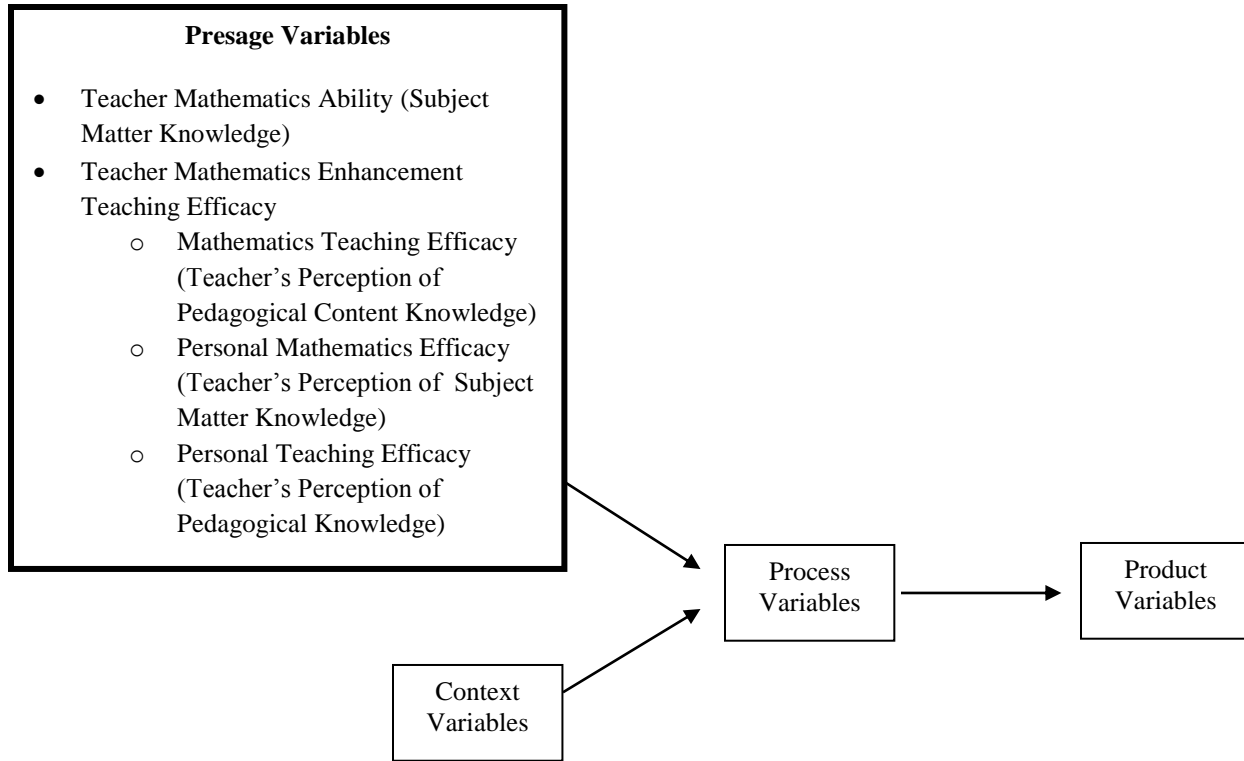 Presage Variables
• Teacher Mathematics Ability (Subject
Matter Knowledge)
• Teacher Mathematics Enhancement
Teaching Efficacy
o Mathematics Teaching Efficacy
(Teacher’s Perception of
Pedagogical Content Knowledge)
o Personal Mathematics Efficacy
(Teacher’s Perception of Subject
Matter Knowledge)
o Personal Teaching Efficacy
(Teacher’s Perception of
Pedagogical Knowledge)
Process
Variables
Product
Variables
Context
Variables